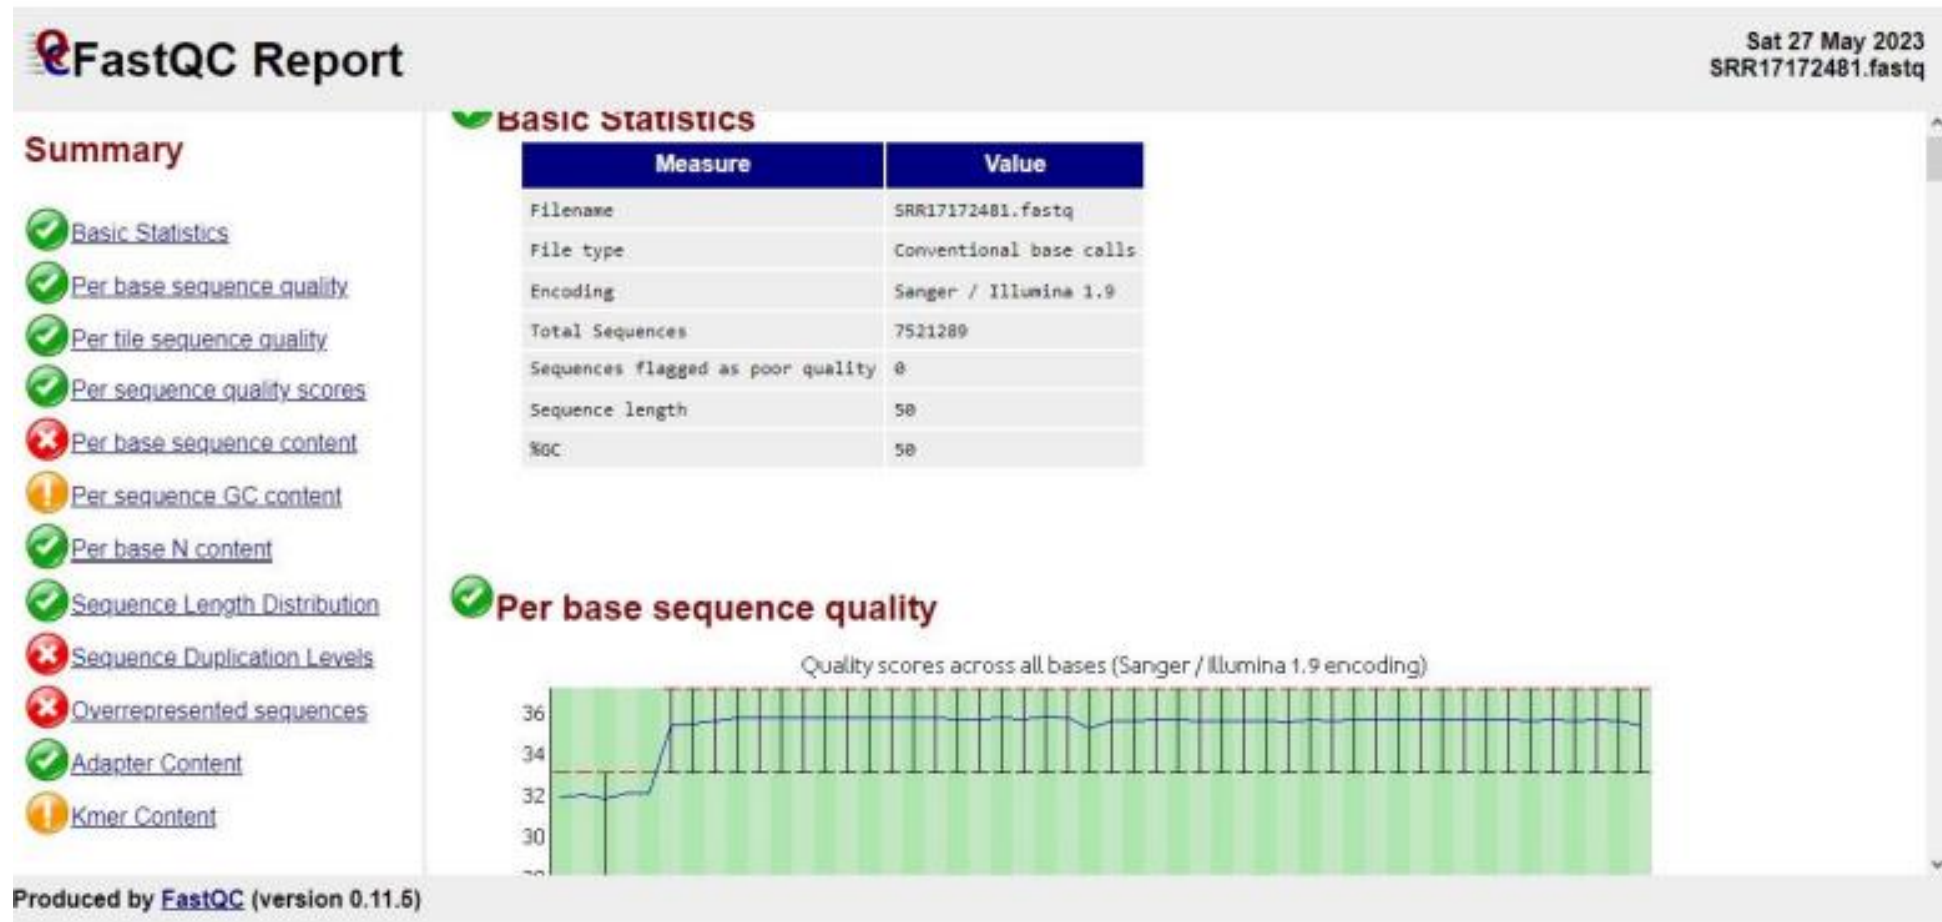 FastQC Report
Sat 27 May 2023
SRR17172481.fastq
Summary
Basic Statistics
Per base sequence quality
Per tile sequence quality
Per sequence quality scores
Per base sequence content
Per sequence GC content
Per base N content
Sequence Length Distribution
Sequence Duplication Levels
Overrepresented sequences
Adapter Content
Kmer Content
Basic Statistics
Measure Value
Filename SRR17172481.fastq
File type Conventional base calls
Encoding Sanger / Illumina 1.9
Total Sequences 7521289
Sequences flagged as poor quality 0
Sequence length 50
%GC 50
Per base sequence quality
Quality scores across all bases (Sanger / Illumina 1.9 encoding)
36
34
32
30
Produced by FastQC (version 0.11.5)